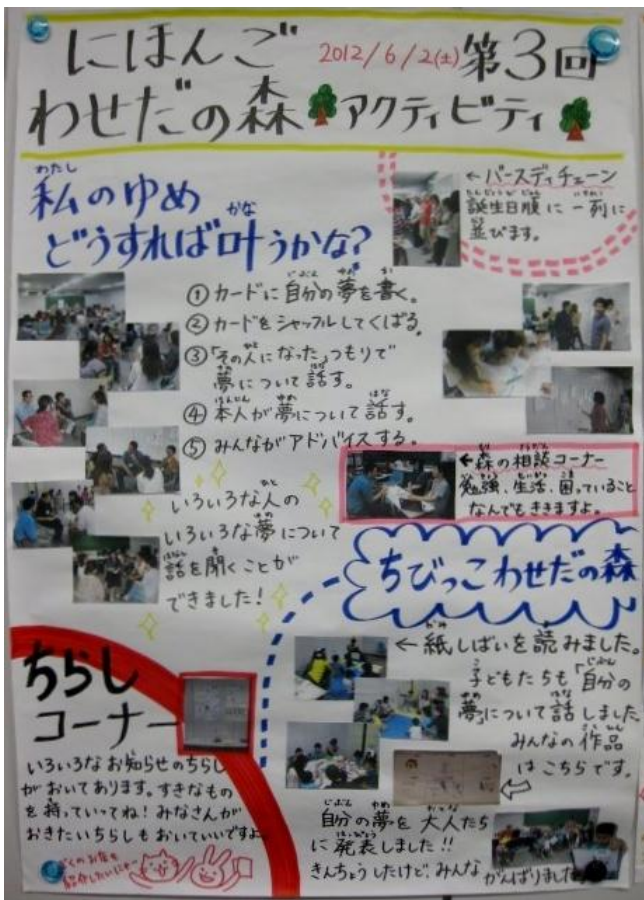 にほんご
2012/6/2(土)
第3回
わせだの森
アクティビティ
←バースディチェーン
誕生日順に一列に
並びます。
私のゆめ
どうすれば叶うかな?
①カードに自分の夢を書く。
②カードをシャッフルしてくばる。
③「その人になった」つもりで
夢について話す。
④本人が夢について話す。
⑤みんながアドバイスする。
いろいろな人の
いろいろな夢について
話を聞くことが
できました!
←森の相談コーナー
勉強、生活、困っていること
なんでもききますよ。
ちびっこわせだの森
←紙しばいを読みました。
子どもたちも「自分の
夢」について話しました
みんなの作品
はこちらです。
自分の夢を大人たち
に発表しました!!
きんちょうしたけど、みんな
がんばりました
ちらし
コーナー
いろいろなお知らせのちらし
がおいてあります。すきなもの
を持っていってね!みなさんが
おきたいちらしもおいていいですよ。
ぼくのお店も
紹介したいにゃー